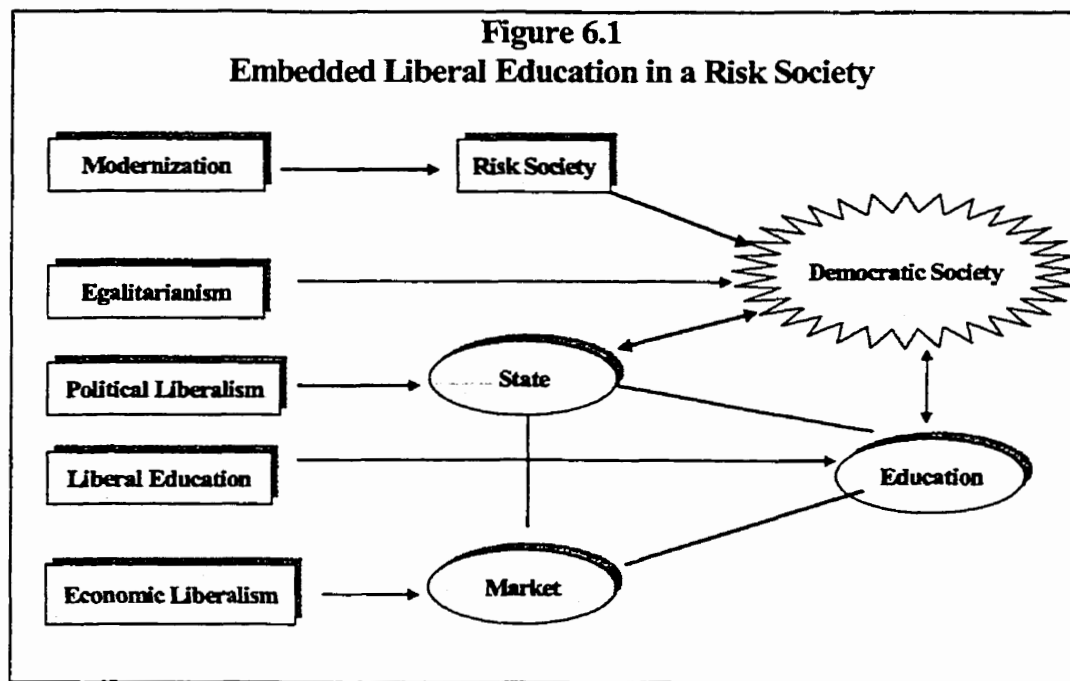 Figure 6.1
Embedded Liberal Education in a Risk Society
Modernization
Risk Society
Democratic Society
Egalitarianism
Political Liberalism
State
Liberal Education
Education
Economic Liberalism
Market